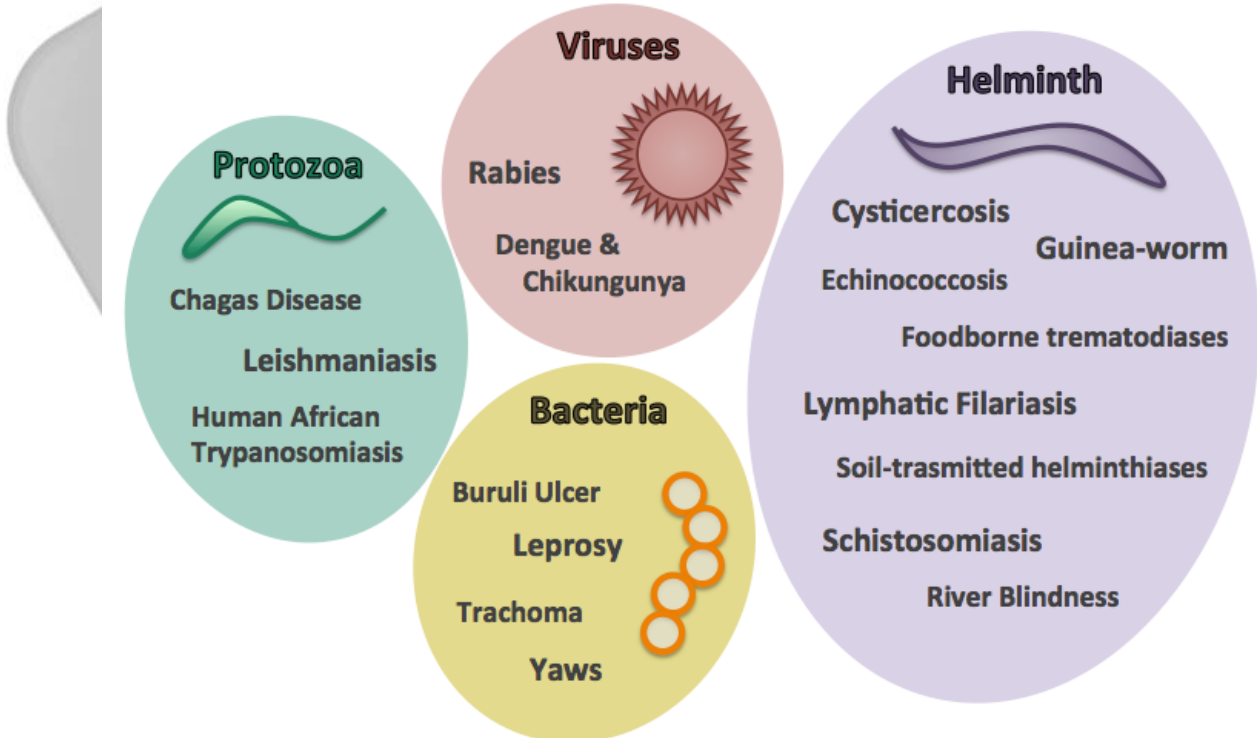 Protozoa
Chagas Disease
Leishmaniasis
Human African
Trypanosomiasis
Viruses
Rabies
Dengue &
Chikungunya
Bacteria
Buruli Ulcer
Leprosy
Trachoma
Yaws
Helminth
Cysticercosis
Guinea-worm
Echinococcosis
Foodborne trematodiases
Lymphatic Filariasis
Soil-trasmitted helminthiases
Schistosomiasis
River Blindness